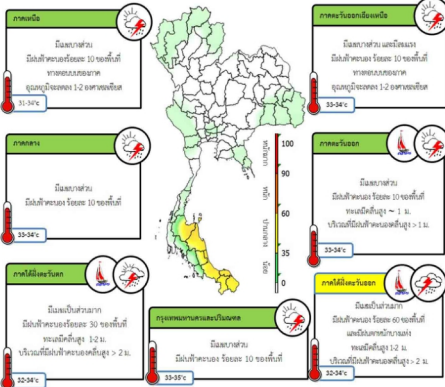 ภาคเหนือ
มีเมฆบางส่วน
มีฝนฟ้าคะนองร้อยละ 10 ของพื้นที่
ทางตอนบนของภาค
อุณหภูมิจะลดลง 1-2 องศาเซลเซียส
31-34°c
ภาคตะวันออกเฉียงเหนือ
มีเมฆบางส่วน และมีลมแรง
มีฝนฟ้าคะนองร้อยละ 10 ของพื้นที่
ทางตอนบนของภาค
อุณหภูมิจะลดลง 1-2 องศาเซลเซียส
33-34°c
ภาคกลาง
มีเมฆบางส่วน
มีฝนฟ้าคะนอง ร้อยละ 10 ของพื้นที่
33-34°c
100
หนักมาก
90
หนัก
60
ปานกลาง
35
น้อย
0
ภาคตะวันออก
มีเมฆบางส่วน
มีฝนฟ้าคะนองร้อยละ 10 ของพื้นที่
ทะเลมีคลื่นสูง ~ 1 ม.
บริเวณที่มีฝนฟ้าคะนองคลื่นสูง > 1 ม.
33-34°c
ภาคใต้ฝั่งตะวันตก
มีเมฆเป็นส่วนมาก
มีฝนฟ้าคะนองร้อยละ 30 ของพื้นที่
ทะเลมีคลื่นสูง 1-2 ม.
บริเวณที่มีฝนฟ้าคะนองคลื่นสูง > 2 ม.
32-34°c
กรุงเทพมหานครและปริมณฑล
มีเมฆบางส่วน
มีฝนฟ้าคะนอง ร้อยละ 10 ของพื้นที่
33-35°c
ภาคใต้ฝั่งตะวันออก
มีเมฆเป็นส่วนมาก
มีฝนฟ้าคะนอง ร้อยละ 60 ของพื้นที่
และมีฝนตกหนักบางแห่ง
ทะเลมีคลื่นสูง 1-2 ม.
บริเวณที่มีฝนฟ้าคะนองคลื่นสูง > 2 ม.
32-34°c